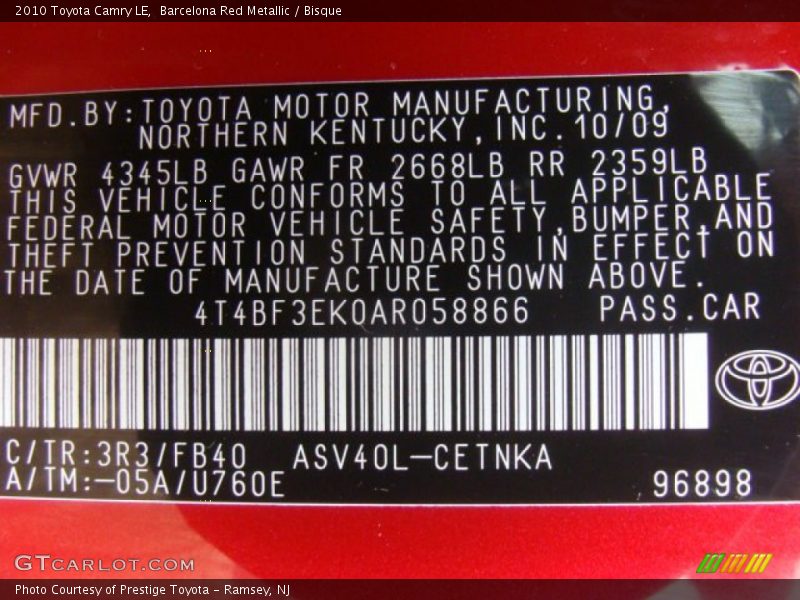 2010 Toyota Camry LE,  Barcelona Red Metallic / Bisque
MFD.BY:TOYOTA MOTOR MANUFACTURING,
NORTHERN KENTUCKY,INC.10/09
GVWR 4345LB GAWR FR 2668LB RR 2359LB
THIS VEHICLE CONFORMS TO ALL APPLICABLE
FEDERAL MOTOR VEHICLE SAFETY,BUMPER,AND
THEFT PREVENTION STANDARDS IN EFFECT ON
THE DATE OF MANUFACTURE SHOWN ABOVE.
4T4BF3EK0AR058866 PASS.CAR
C/TR:3R3/FB40 ASV40L-CETNKA
A/TM:-05A/U760E
96898
GTCARLOT.COM
Photo Courtesy of Prestige Toyota - Ramsey, NJ